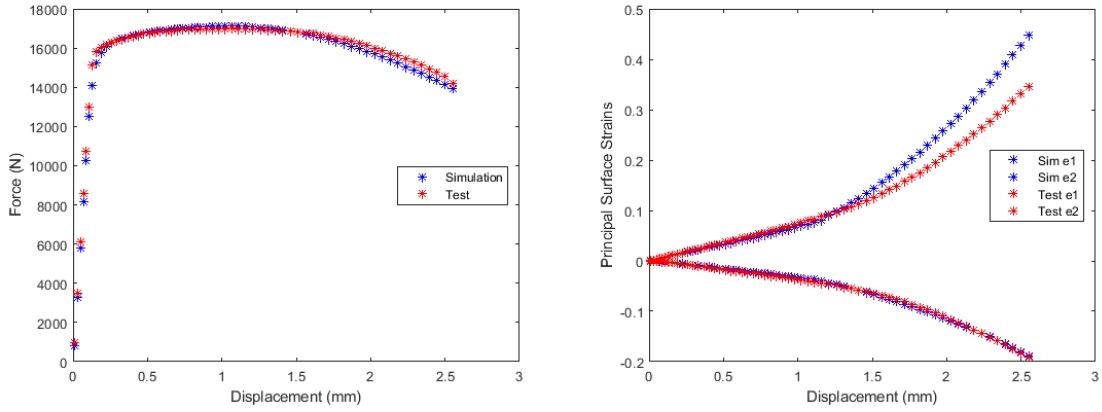 18000
16000
14000
12000
10000
8000
6000
4000
2000
0
Force (N)
0 0.5 1 1.5 2 2.5 3
Displacement (mm)
Simulation
Test
0.5
0.4
0.3
0.2
0.1
0
-0.1
-0.2
Principal Surface Strains
0 0.5 1 1.5 2 2.5 3
Displacement (mm)
Sim e1
Sim e2
Test e1
Test e2